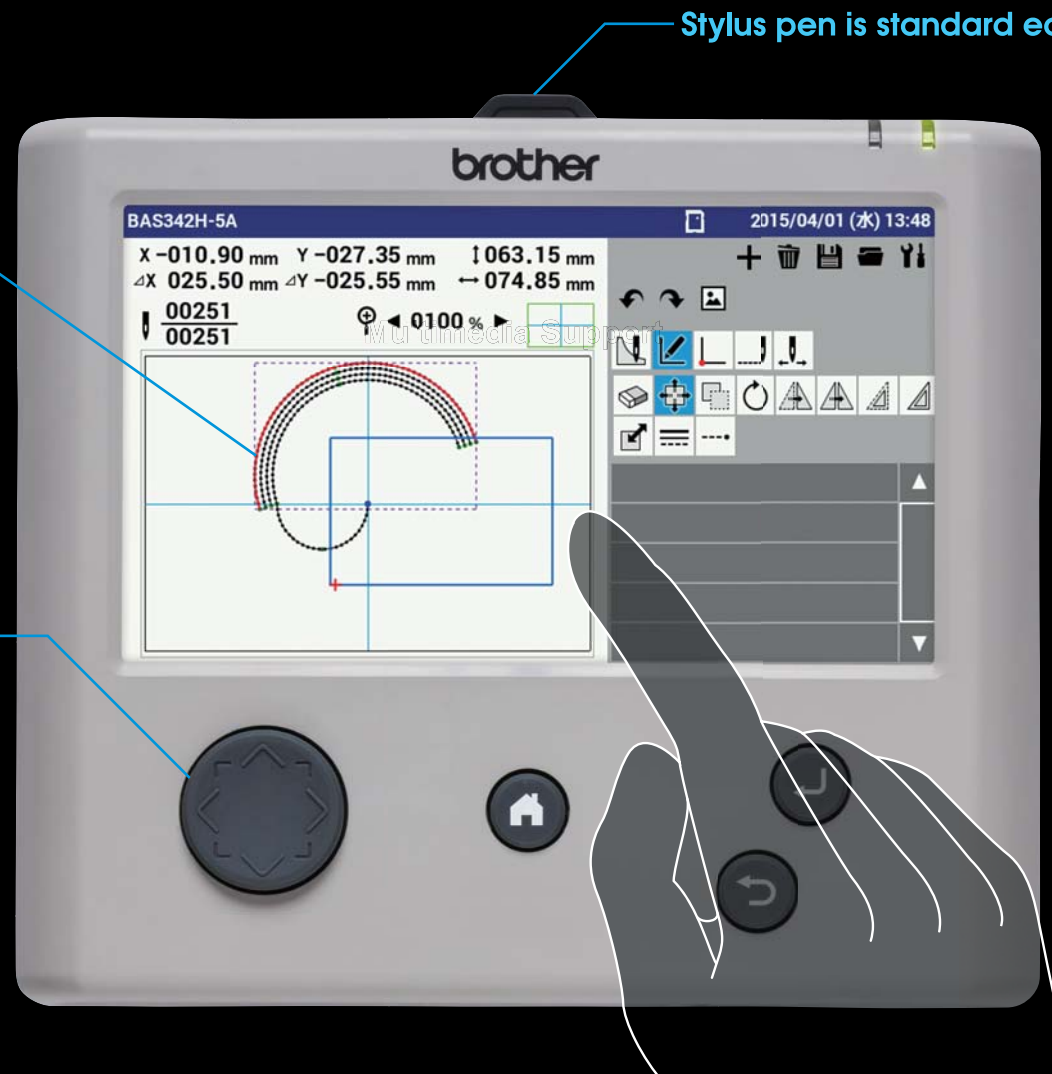 Stylus pen is standard
brother
BAS342H-5A 2015/04/01 (水) 13:48
X -010.90 mm Y -027.35 mm ↕ 063.15 mm
⊿X 025.50 mm ⊿Y -025.55 mm ↔ 074.85 mm
00251
00251
◀ 0100 % ▶
Multimedia Support